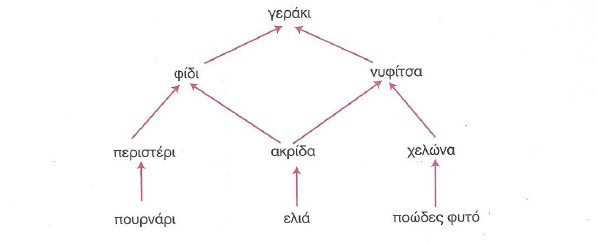 γεράκι
φίδι νυφίτσα
περιστέρι ακρίδα χελώνα
πουρνάρι ελιά ποώδες φυτό